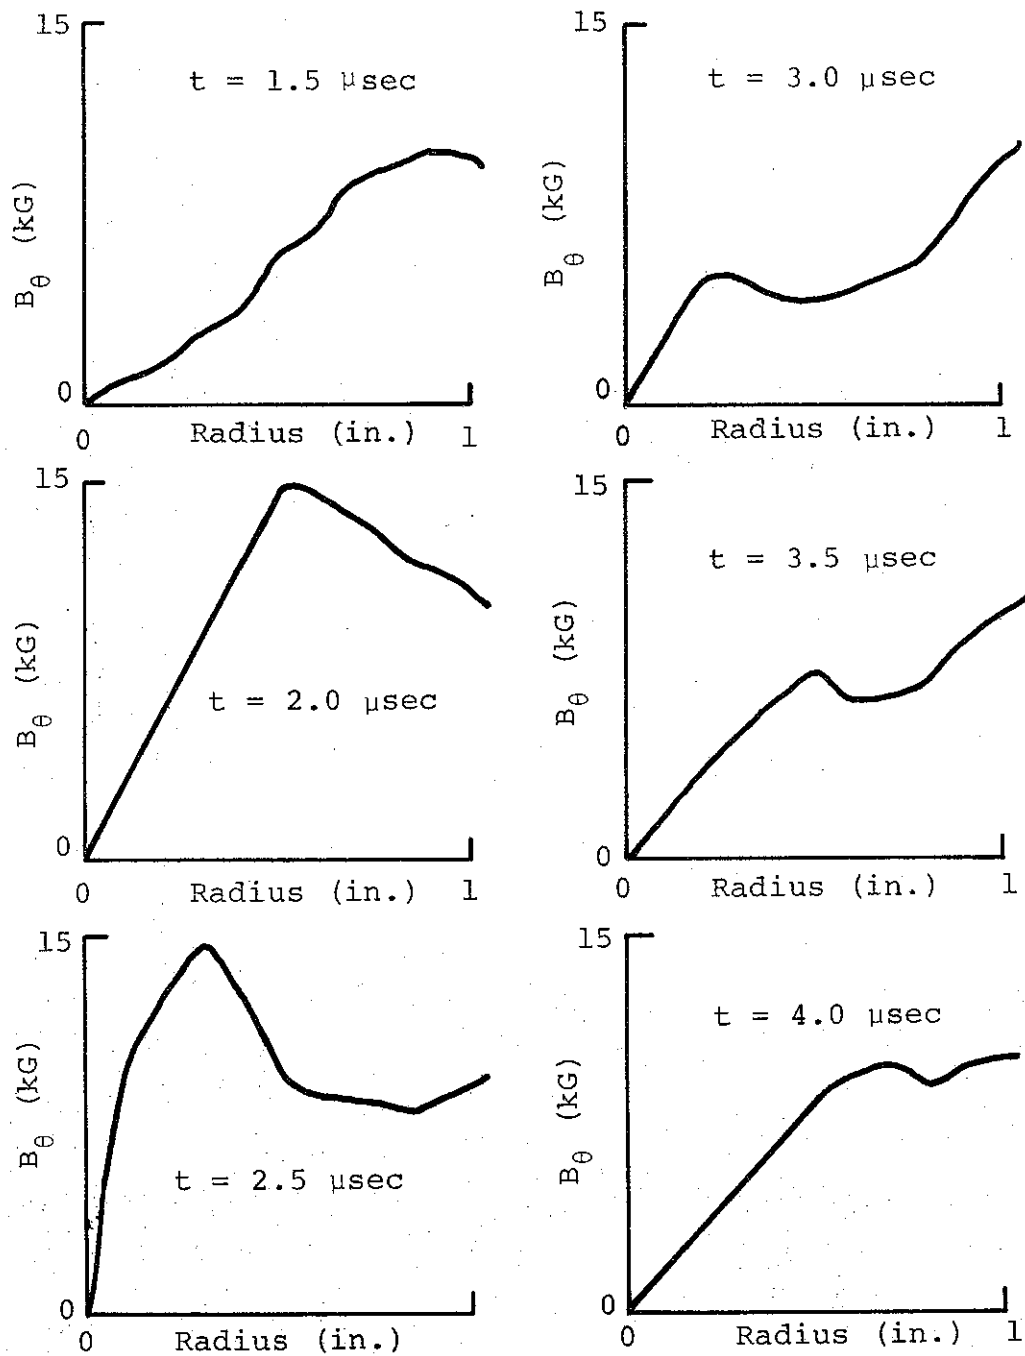 15
t = 1.5 μsec
B_θ (kG)
0
0
Radius (in.)
1
15
t = 3.0 μsec
B_θ (kG)
0
0
Radius (in.)
1
15
t = 2.0 μsec
B_θ (kG)
0
0
Radius (in.)
1
15
t = 3.5 μsec
B_θ (kG)
0
0
Radius (in.)
1
15
t = 2.5 μsec
B_θ (kG)
0
0
Radius (in.)
15
t = 4.0 μsec
B_θ (kG)
0
0
Radius (in.)
1